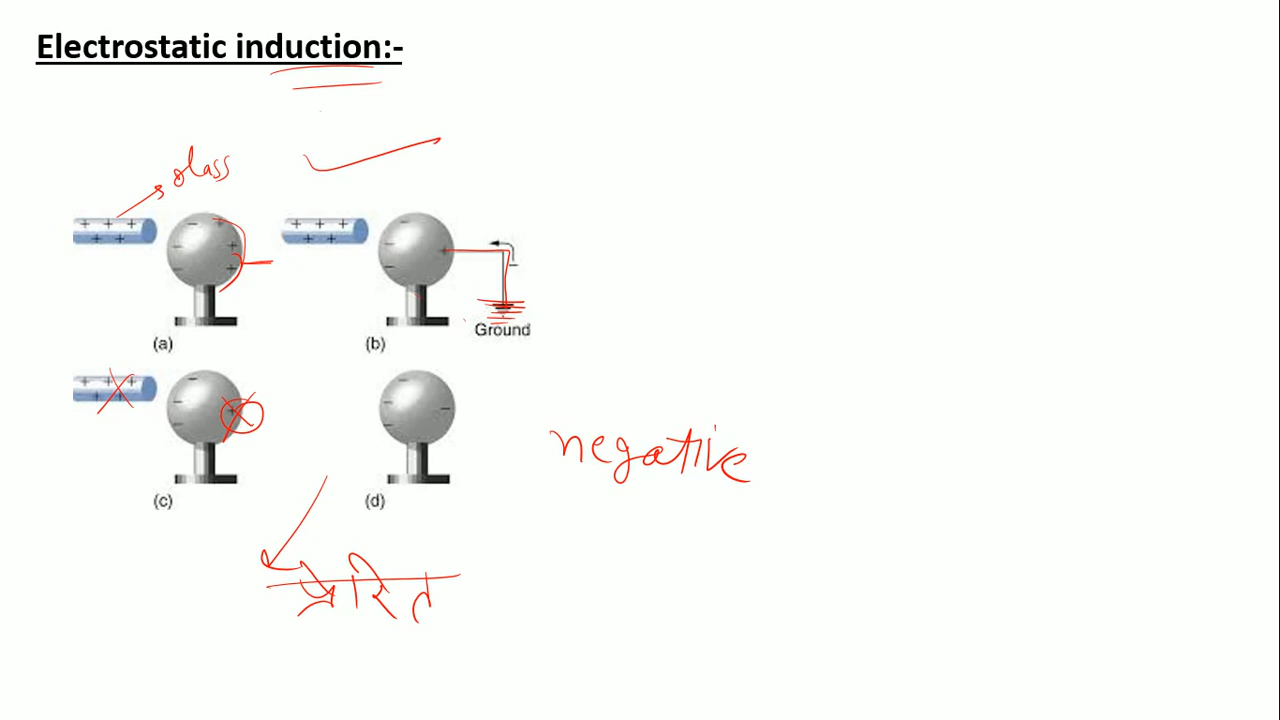 Electrostatic induction:-
glass
(a)
(b)
Ground
(c)
(d)
negative
प्रेरित